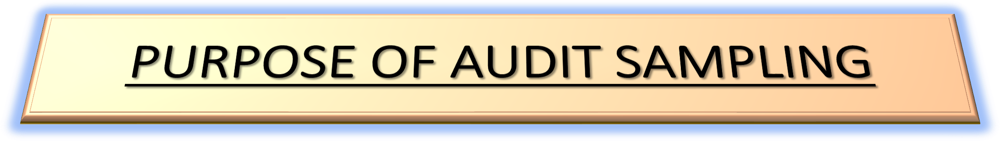 PURPOSE OF AUDIT SAMPLING